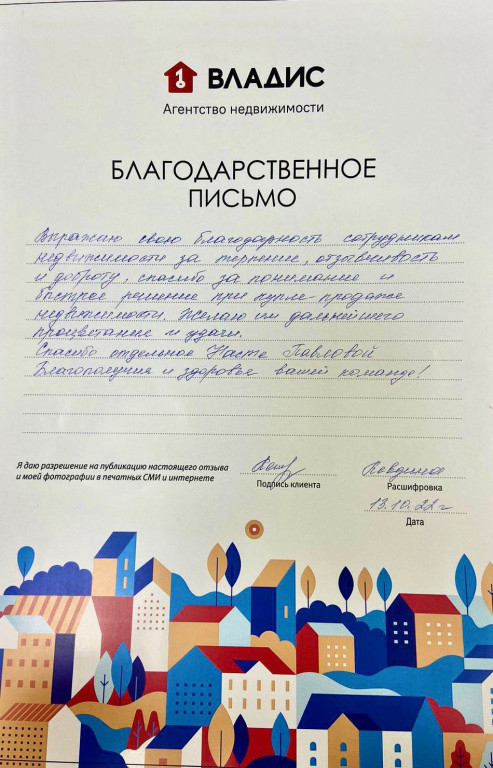 ВЛАДИС
Агентство недвижимости
БЛАГОДАРСТВЕННОЕ
ПИСЬМО
Выражаю свою благодарность сотрудникам
недвижимости за терпение, отзывчивость
и доброту, спасибо за понимание и
быстрое решение при купле-продаже
недвижимости. Желаю им дальнейшего
процветания и удачи.
Спасибо отдельное Насте Павловой
Благополучия и здоровье вашей команде!
Я даю разрешение на публикацию настоящего отзыва
и моей фотографии в печатных СМИ и интернете
Подпись клиента
Расшифровка
13.10.22 г
Дата